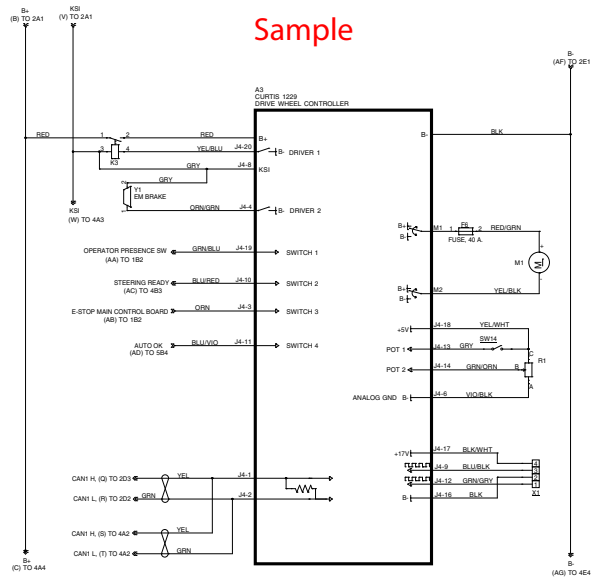 B+
(B) TO 2A1
KSI
(V) TO 2A1
Sample
B-
(AF) TO 2E1
A3
CURTIS 1229
DRIVE WHEEL CONTROLLER
RED 1 2 RED B+
B- BLK
3 4 YEL/BLU J4-20 B- DRIVER 1
K3
GRY J4-8 KSI
GRY
2
Y1
EM BRAKE
1 ORN/GRN J4-4 B- DRIVER 2
KSI
(W) TO 4A3
B+ M1 1 F6 2 RED/GRN
B-
FUSE, 40 A.
OPERATOR PRESENCE SW GRN/BLU J4-19 SWITCH 1
(AA) TO 1B2
+
M1 M
-
STEERING READY BLU/RED J4-10 SWITCH 2
(AC) TO 4B3
B+ M2 YEL/BLK
B-
E-STOP MAIN CONTROL BOARD ORN J4-3 SWITCH 3
(AB) TO 1B2
+5V J4-18 YEL/WHT
AUTO OK BLU/VIO J4-11 SWITCH 4
(AD) TO 5B4
SW14
POT 1 J4-13 GRY
C
POT 2 J4-14 GRN/ORN B R1
A
ANALOG GND B- J4-6 VIO/BLK
+17V J4-17 BLK/WHT
4
J4-9 BLU/BLK 3
J4-12 GRN/GRY 2
1
B- J4-16 BLK X1
CAN1 H, (Q) TO 2D3 YEL J4-1
CAN1 L, (R) TO 2D2 GRN J4-2
CAN1 H, (S) TO 4A2 YEL
CAN1 L, (T) TO 4A2 GRN
B+
(C) TO 4A4
B-
(AG) TO 4E4